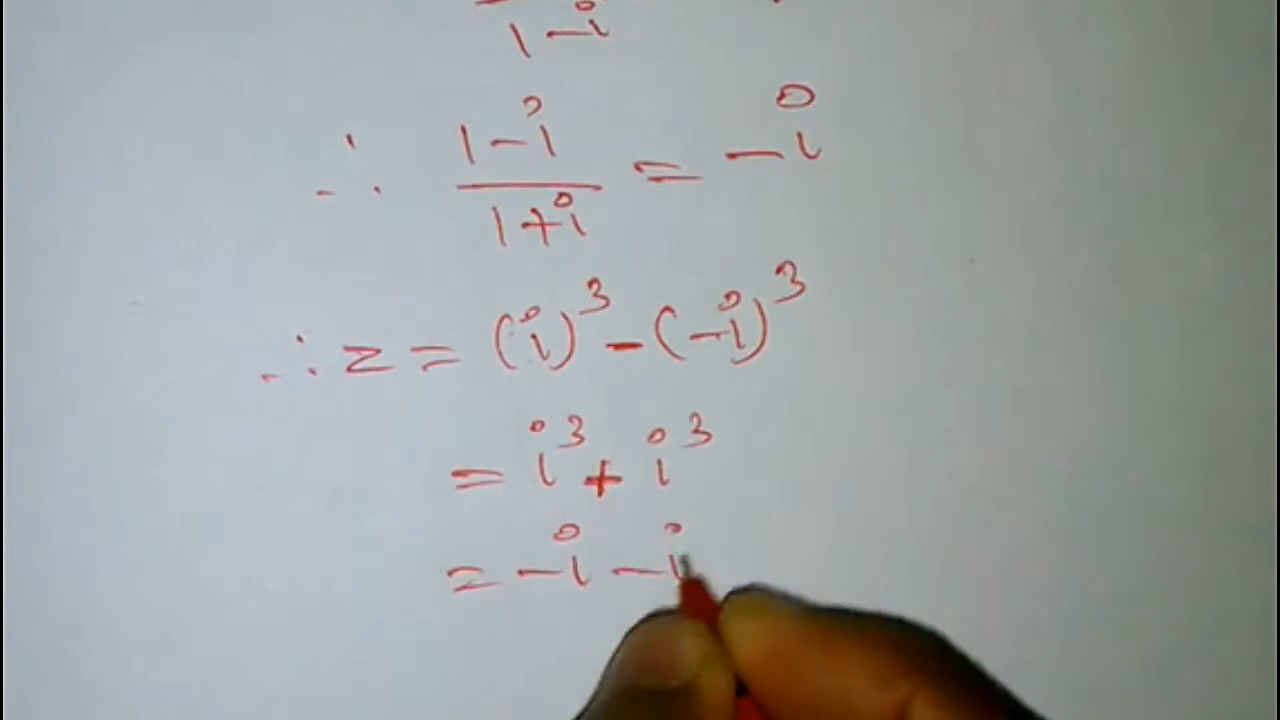 1-i
∴ 1-i / 1+i = -i
∴ z = (i)³ - (-i)³
= i³ + i³
= -i - i